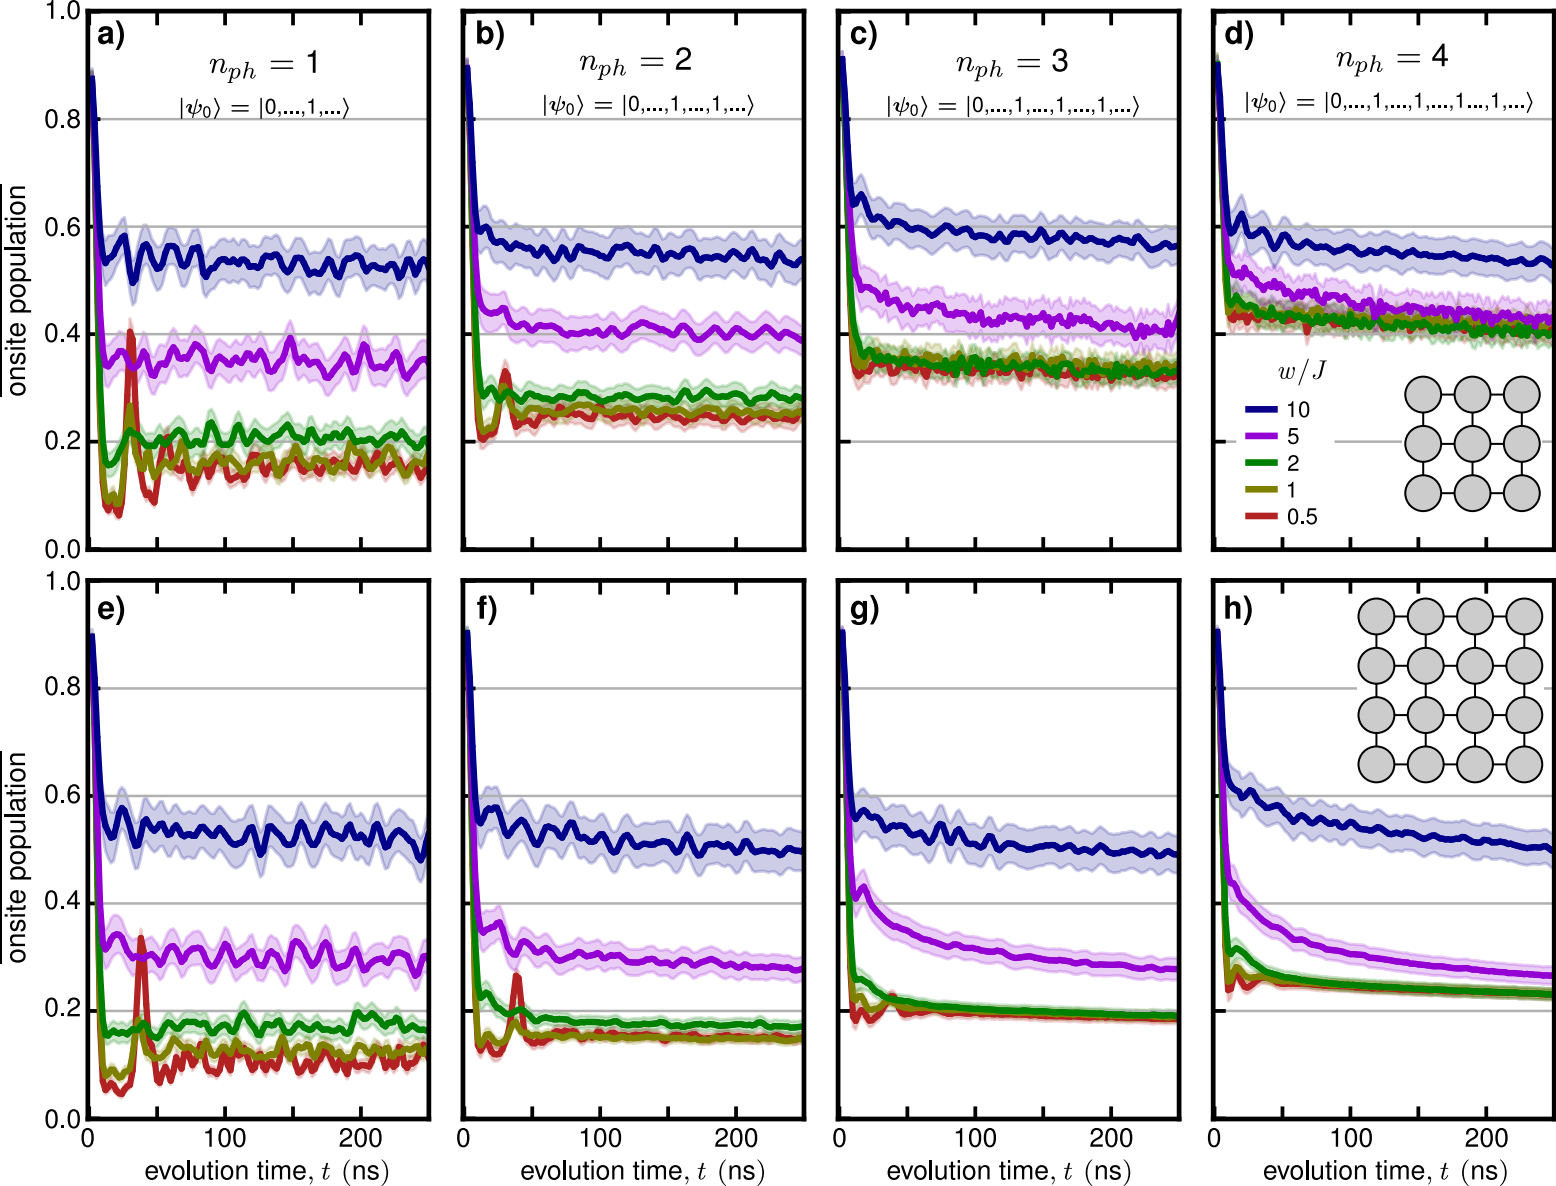 a)
n_ph = 1
|ψ₀⟩ = |0,...,1,...⟩
b)
n_ph = 2
|ψ₀⟩ = |0,...,1,...,1,...⟩
c)
n_ph = 3
|ψ₀⟩ = |0,...,1,...,1,...,1,...⟩
d)
n_ph = 4
|ψ₀⟩ = |0,...,1,...,1,...,1...,1,...⟩
1.0
0.8
0.6
0.4
0.2
0.0
onsite population
w/J
10
5
2
1
0.5
e)
f)
g)
h)
1.0
0.8
0.6
0.4
0.2
0.0
onsite population
0 100 200
0 100 200
0 100 200
0 100 200
evolution time, t (ns)
evolution time, t (ns)
evolution time, t (ns)
evolution time, t (ns)